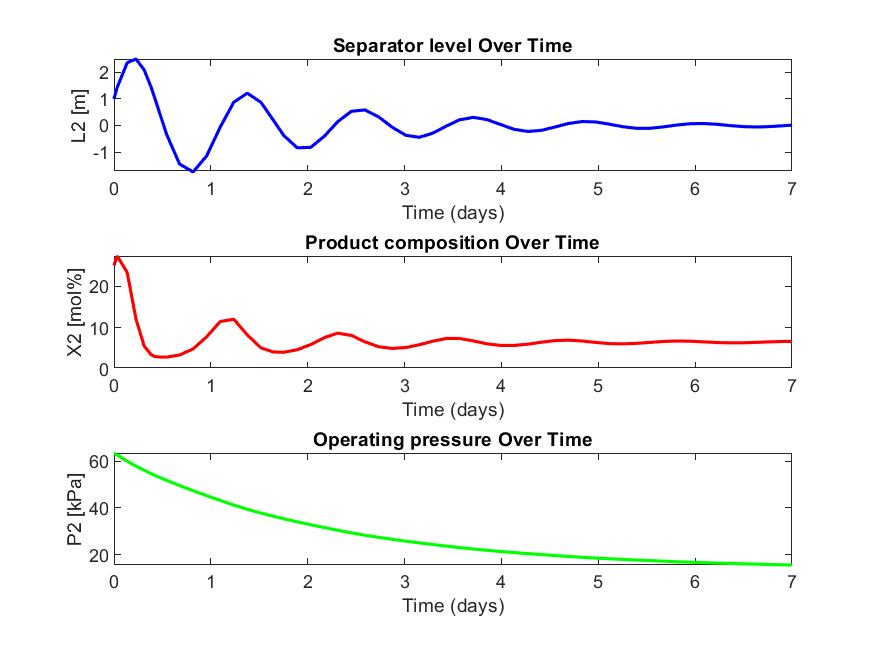 Separator level Over Time
L2 [m]
2
1
0
-1
0 1 2 3 4 5 6 7
Time (days)
Product composition Over Time
X2 [mol%]
20
10
0
0 1 2 3 4 5 6 7
Time (days)
Operating pressure Over Time
P2 [kPa]
60
40
20
0 1 2 3 4 5 6 7
Time (days)